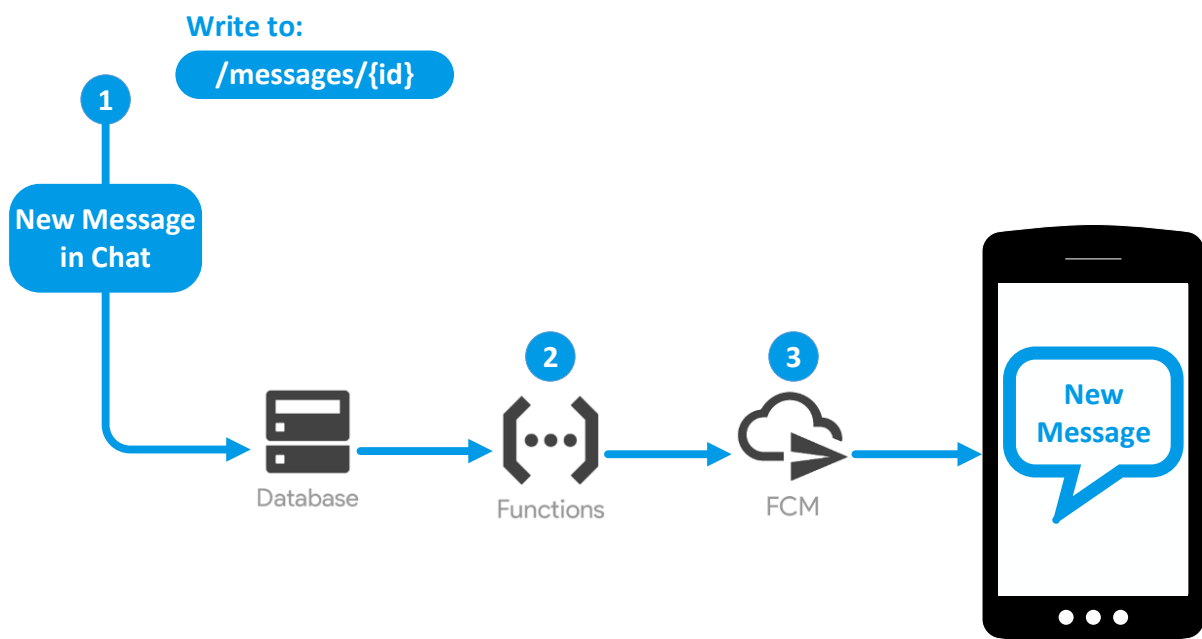 Write to:
/messages/{id}
1
New Message
in Chat
2
3
New
Message
Database
Functions
FCM